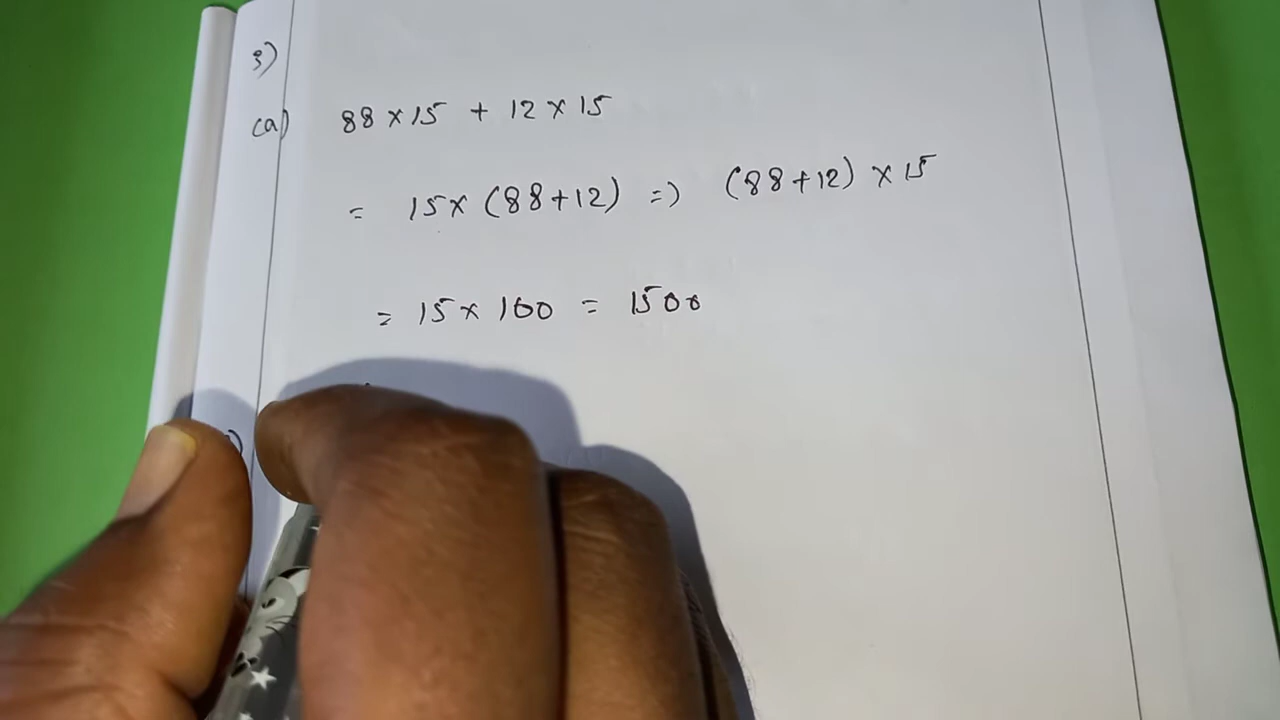 3)
(a) 88 × 15 + 12 × 15
= 15 × (88 + 12) => (88 + 12) × 15
= 15 × 100 = 1500